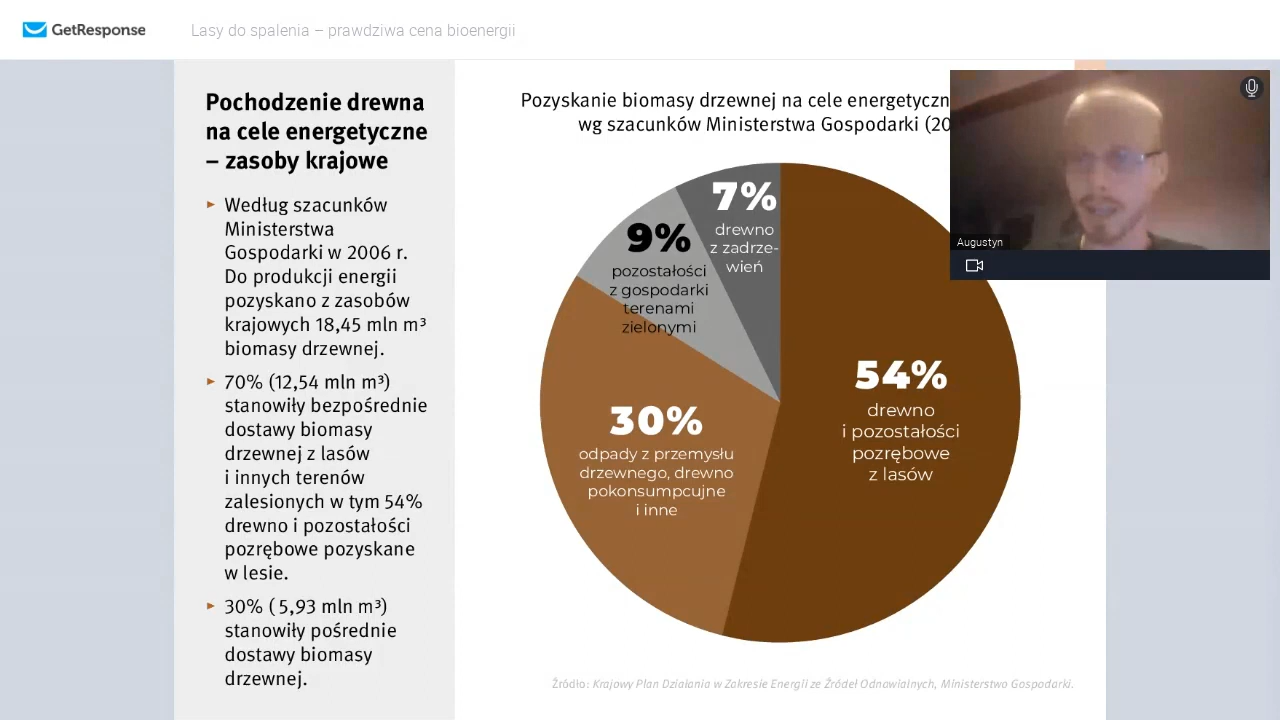 GetResponse
Lasy do spalenia – prawdziwa cena bioenergii
Pochodzenie drewna
na cele energetyczne
– zasoby krajowe
► Według szacunków
Ministerstwa
Gospodarki w 2006 r.
Do produkcji energii
pozyskano z zasobów
krajowych 18,45 mln m³
biomasy drzewnej.
► 70% (12,54 mln m³)
stanowiły bezpośrednie
dostawy biomasy
drzewnej z lasów
i innych terenów
zalesionych w tym 54%
drewno i pozostałości
pozrębowe pozyskane
w lesie.
► 30% ( 5,93 mln m³)
stanowiły pośrednie
dostawy biomasy
drzewnej.
Pozyskanie biomasy drzewnej na cele energetyczn
wg szacunków Ministerstwa Gospodarki (20
7%
drewno
z zadrze-
wień
9%
pozostałości
z gospodarki
terenami
zielonymi
54%
drewno
i pozostałości
pozrębowe
z lasów
30%
odpady z przemysłu
drzewnego, drewno
pokonsumpcujne
i inne
Augustyn
Źródło: Krajowy Plan Działania w Zakresie Energii ze Źródeł Odnowialnych, Ministerstwo Gospodarki.